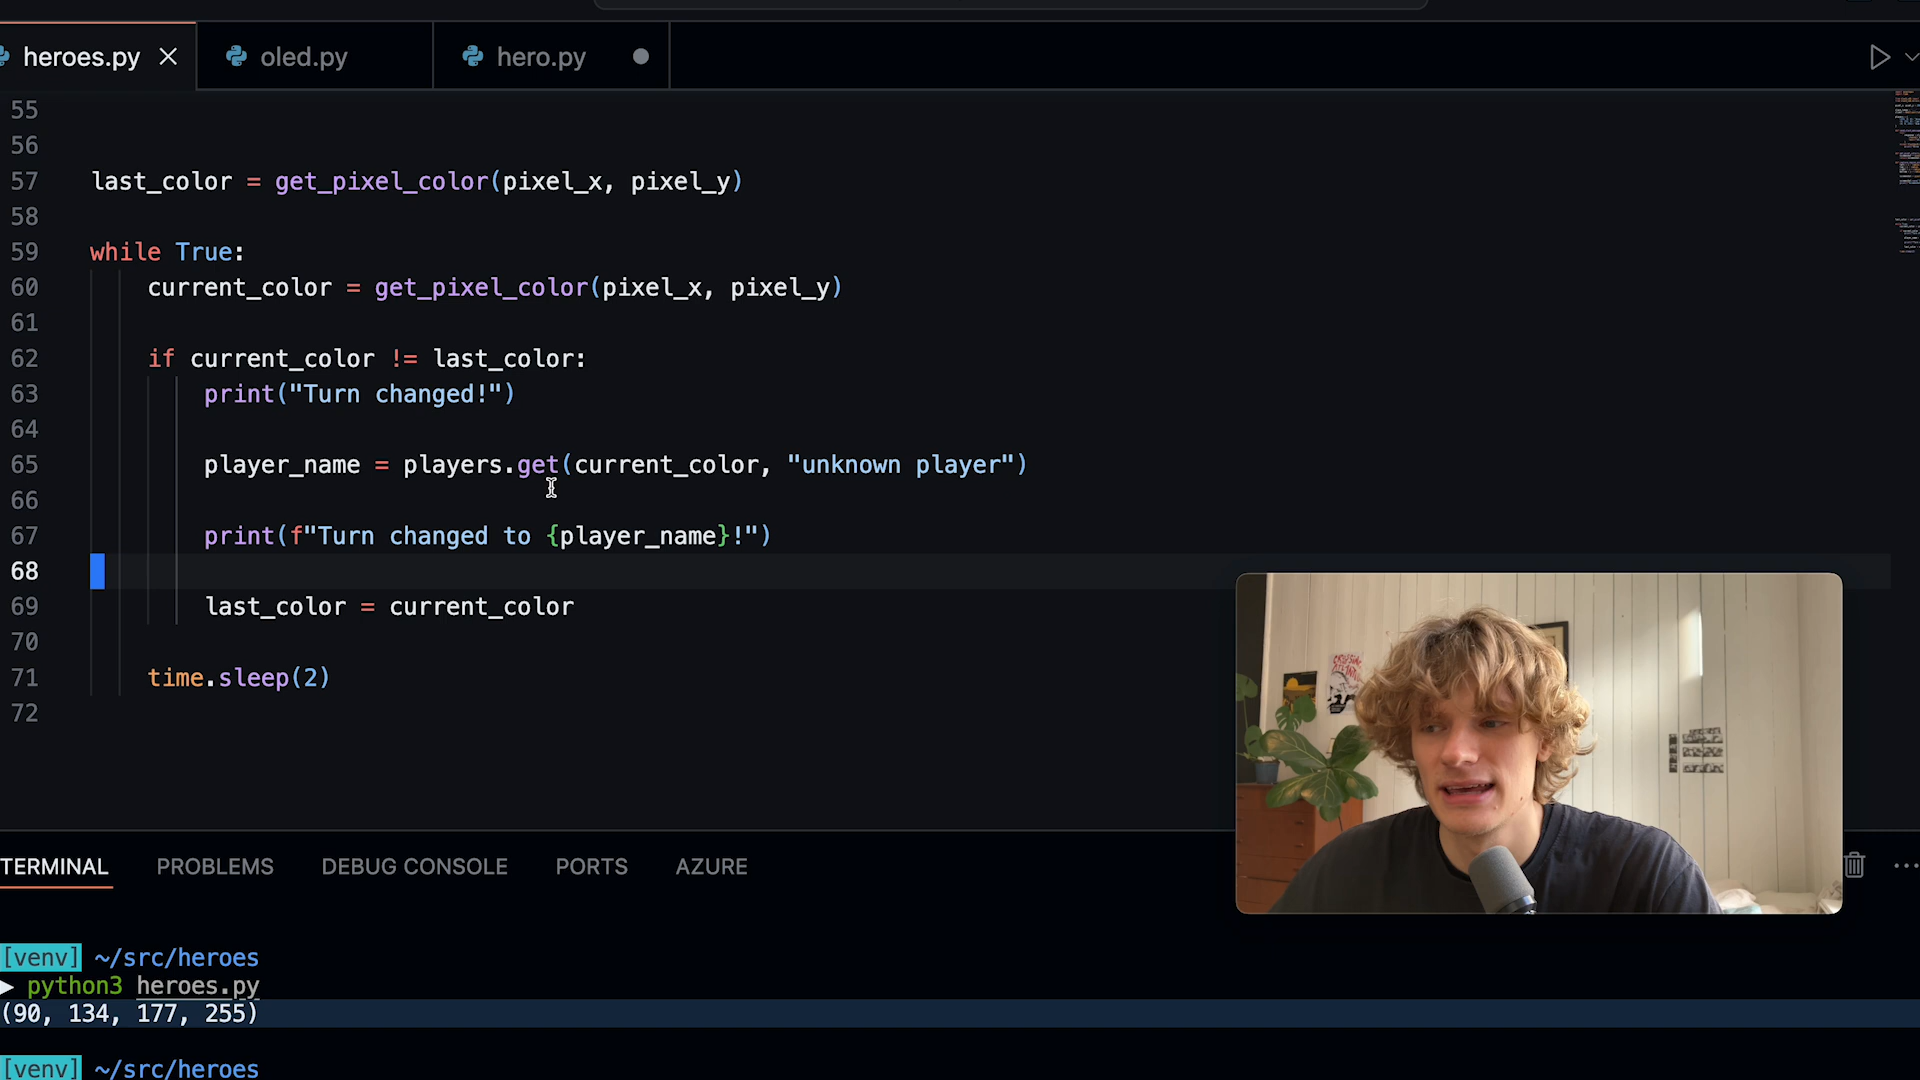 heroes.py
oled.py
hero.py
55
56
57 last_color = get_pixel_color(pixel_x, pixel_y)
58
59 while True:
60 current_color = get_pixel_color(pixel_x, pixel_y)
61
62 if current_color != last_color:
63 print("Turn changed!")
64
65 player_name = players.get(current_color, "unknown player")
66
67 print(f"Turn changed to {player_name}!")
68
69 last_color = current_color
70
71 time.sleep(2)
72
TERMINAL PROBLEMS DEBUG CONSOLE PORTS AZURE
[venv] ~/src/heroes
▶ python3 heroes.py
(90, 134, 177, 255)
[venv] ~/src/heroes